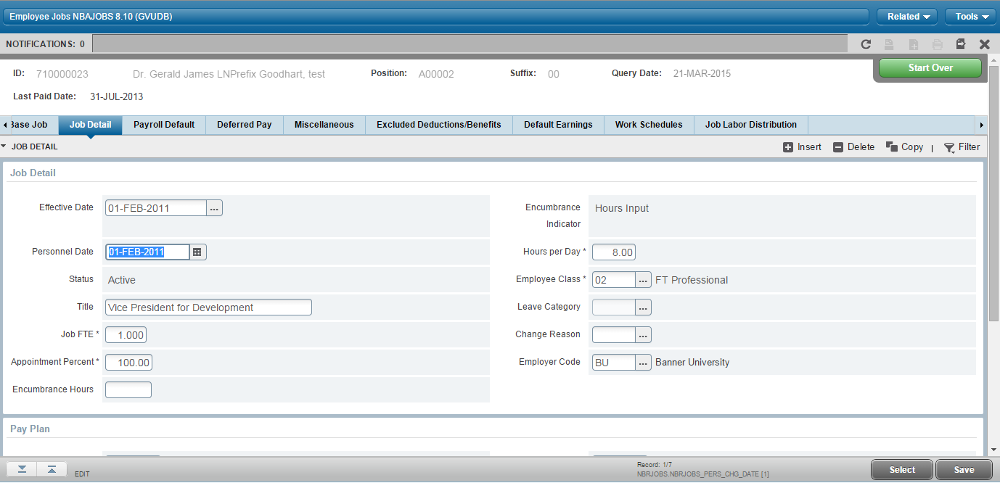 Employee Jobs NBAJOBS 8.10 (GVUDB) Related Tools
NOTIFICATIONS: 0
ID: 710000023 Dr. Gerald James LNPrefix Goodhart, test Position: A00002 Suffix: 00 Query Date: 21-MAR-2015 Start Over
Last Paid Date: 31-JUL-2013
Base Job Job Detail Payroll Default Deferred Pay Miscellaneous Excluded Deductions/Benefits Default Earnings Work Schedules Job Labor Distribution
JOB DETAIL Insert Delete Copy | Filter
Job Detail
Effective Date 01-FEB-2011 ...
Encumbrance Indicator Hours Input
Personnel Date 01-FEB-2011
Hours per Day * 8.00
Status Active
Employee Class * 02 ... FT Professional
Title Vice President for Development
Leave Category ...
Job FTE * 1.000
Change Reason ...
Appointment Percent * 100.00
Employer Code BU ... Banner University
Encumbrance Hours
Pay Plan
EDIT
Record: 1/7
NBRJOBS.NBRJOBS_PERS_CHG_DATE [1]
Select Save